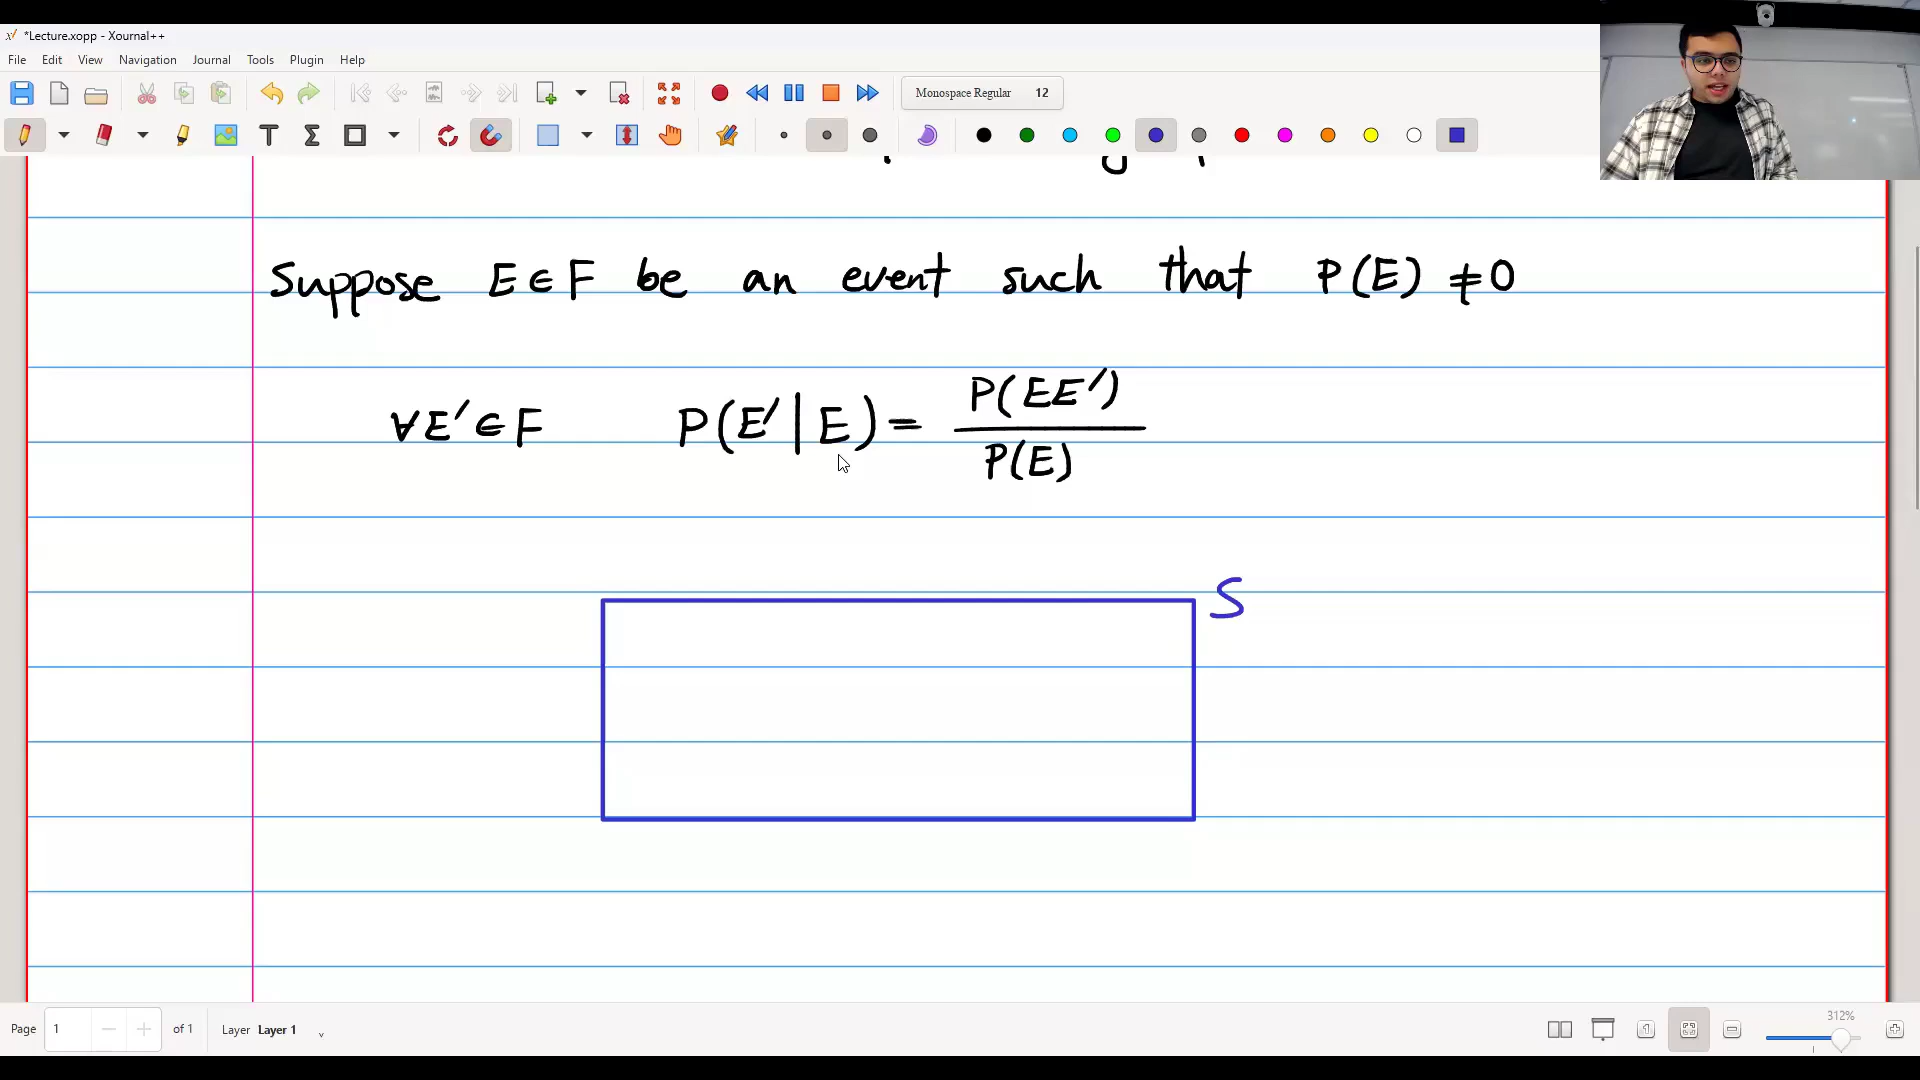 *Lecture.xopp - Xournal++
File Edit View Navigation Journal Tools Plugin Help
Monospace Regular 12
Suppose E ∈ F be an event such that P(E) ≠ 0
∀E′ ∈ F P(E′|E) = P(EE′) / P(E)
S
Page 1 of 1 Layer Layer 1 312%